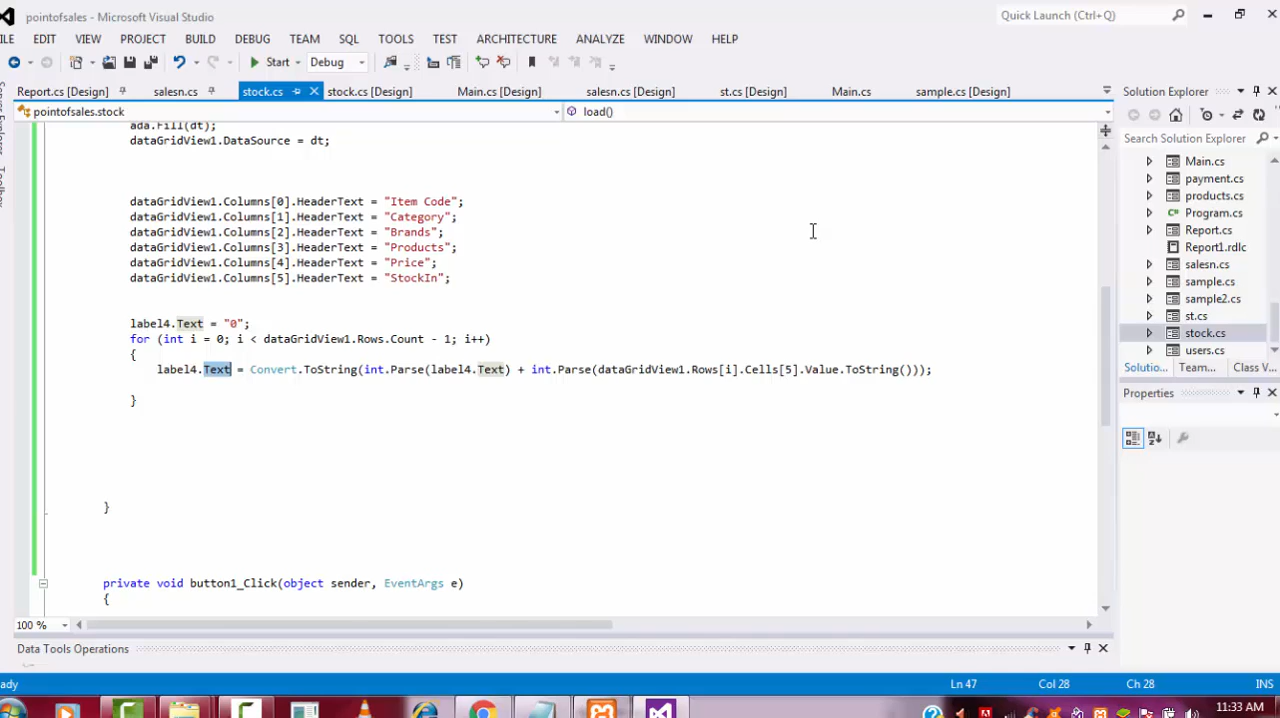 pointofsales - Microsoft Visual Studio
Quick Launch (Ctrl+Q)
ILE EDIT VIEW PROJECT BUILD DEBUG TEAM SQL TOOLS TEST ARCHITECTURE ANALYZE WINDOW HELP
Start Debug
Report.cs [Design] salesn.cs stock.cs stock.cs [Design] Main.cs [Design] salesn.cs [Design] st.cs [Design] Main.cs sample.cs [Design]
pointofsales.stock load()
ada.Fill(dt);
dataGridView1.DataSource = dt;
dataGridView1.Columns[0].HeaderText = "Item Code";
dataGridView1.Columns[1].HeaderText = "Category";
dataGridView1.Columns[2].HeaderText = "Brands";
dataGridView1.Columns[3].HeaderText = "Products";
dataGridView1.Columns[4].HeaderText = "Price";
dataGridView1.Columns[5].HeaderText = "StockIn";
label4.Text = "0";
for (int i = 0; i < dataGridView1.Rows.Count - 1; i++)
{
label4.Text = Convert.ToString(int.Parse(label4.Text) + int.Parse(dataGridView1.Rows[i].Cells[5].Value.ToString()));
}
}
private void button1_Click(object sender, EventArgs e)
{
100 %
Data Tools Operations
Solution Explorer
Search Solution Explorer
Main.cs
payment.cs
products.cs
Program.cs
Report.cs
Report1.rdlc
salesn.cs
sample.cs
sample2.cs
st.cs
stock.cs
users.cs
Solutio... Team... Class V...
Properties
ady
Ln 47 Col 28 Ch 28 INS
11:33 AM